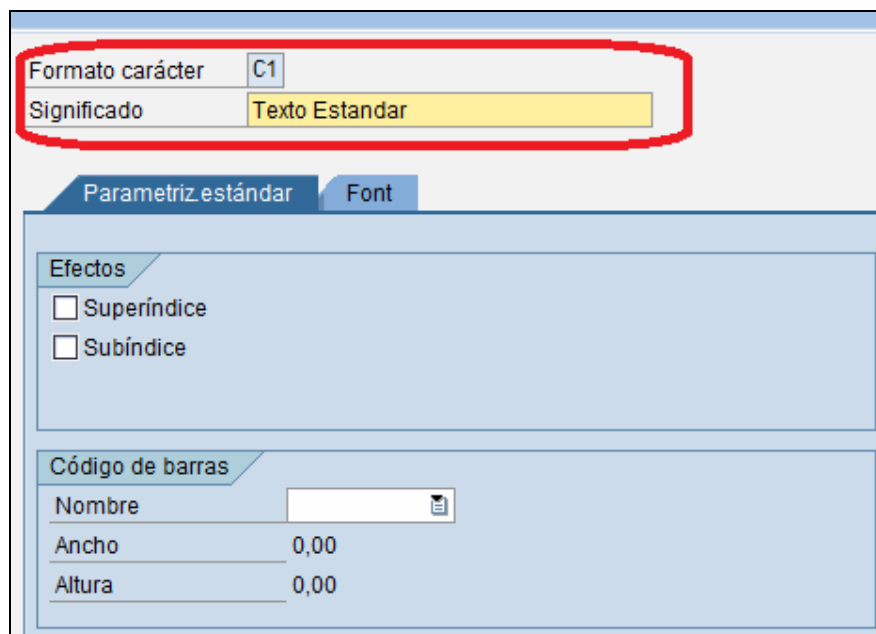 Formato carácter C1
Significado Texto Estandar
Parametriz.estándar Font
Efectos
Superíndice
Subíndice
Código de barras
Nombre
Ancho 0,00
Altura 0,00